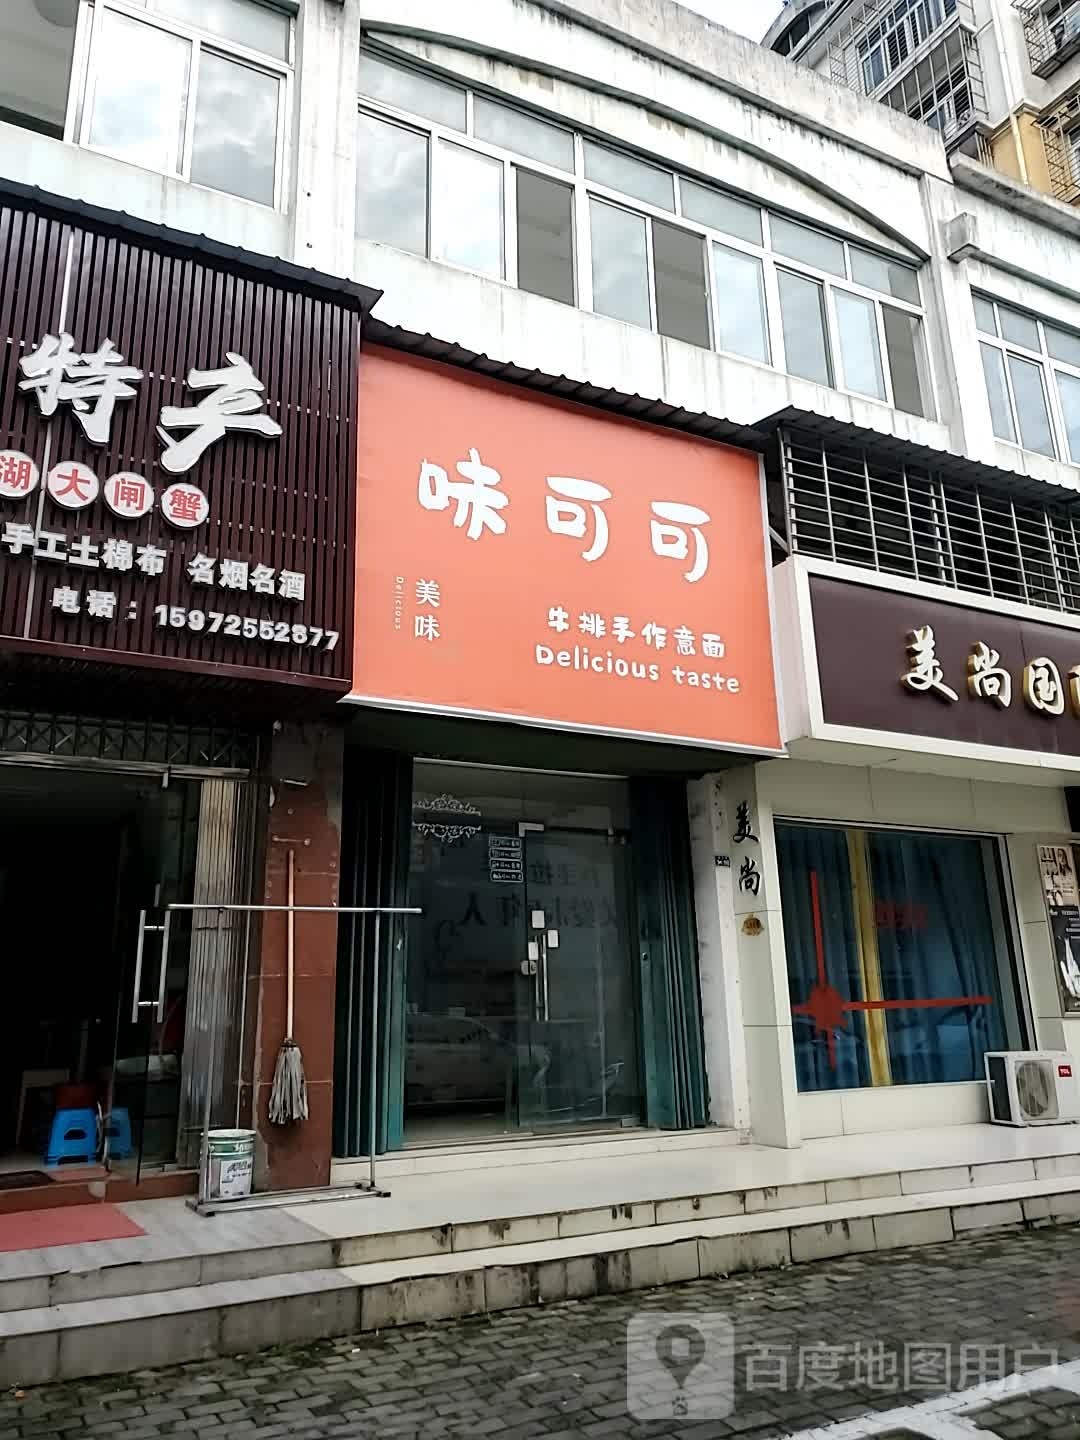 特产
湖大闸蟹
手工土棉布 名烟名酒
电话：15972552877
味可可
美味
Delicious
牛排手作意面
Delicious taste
美尚国
美尚
TCL
百度地图用户